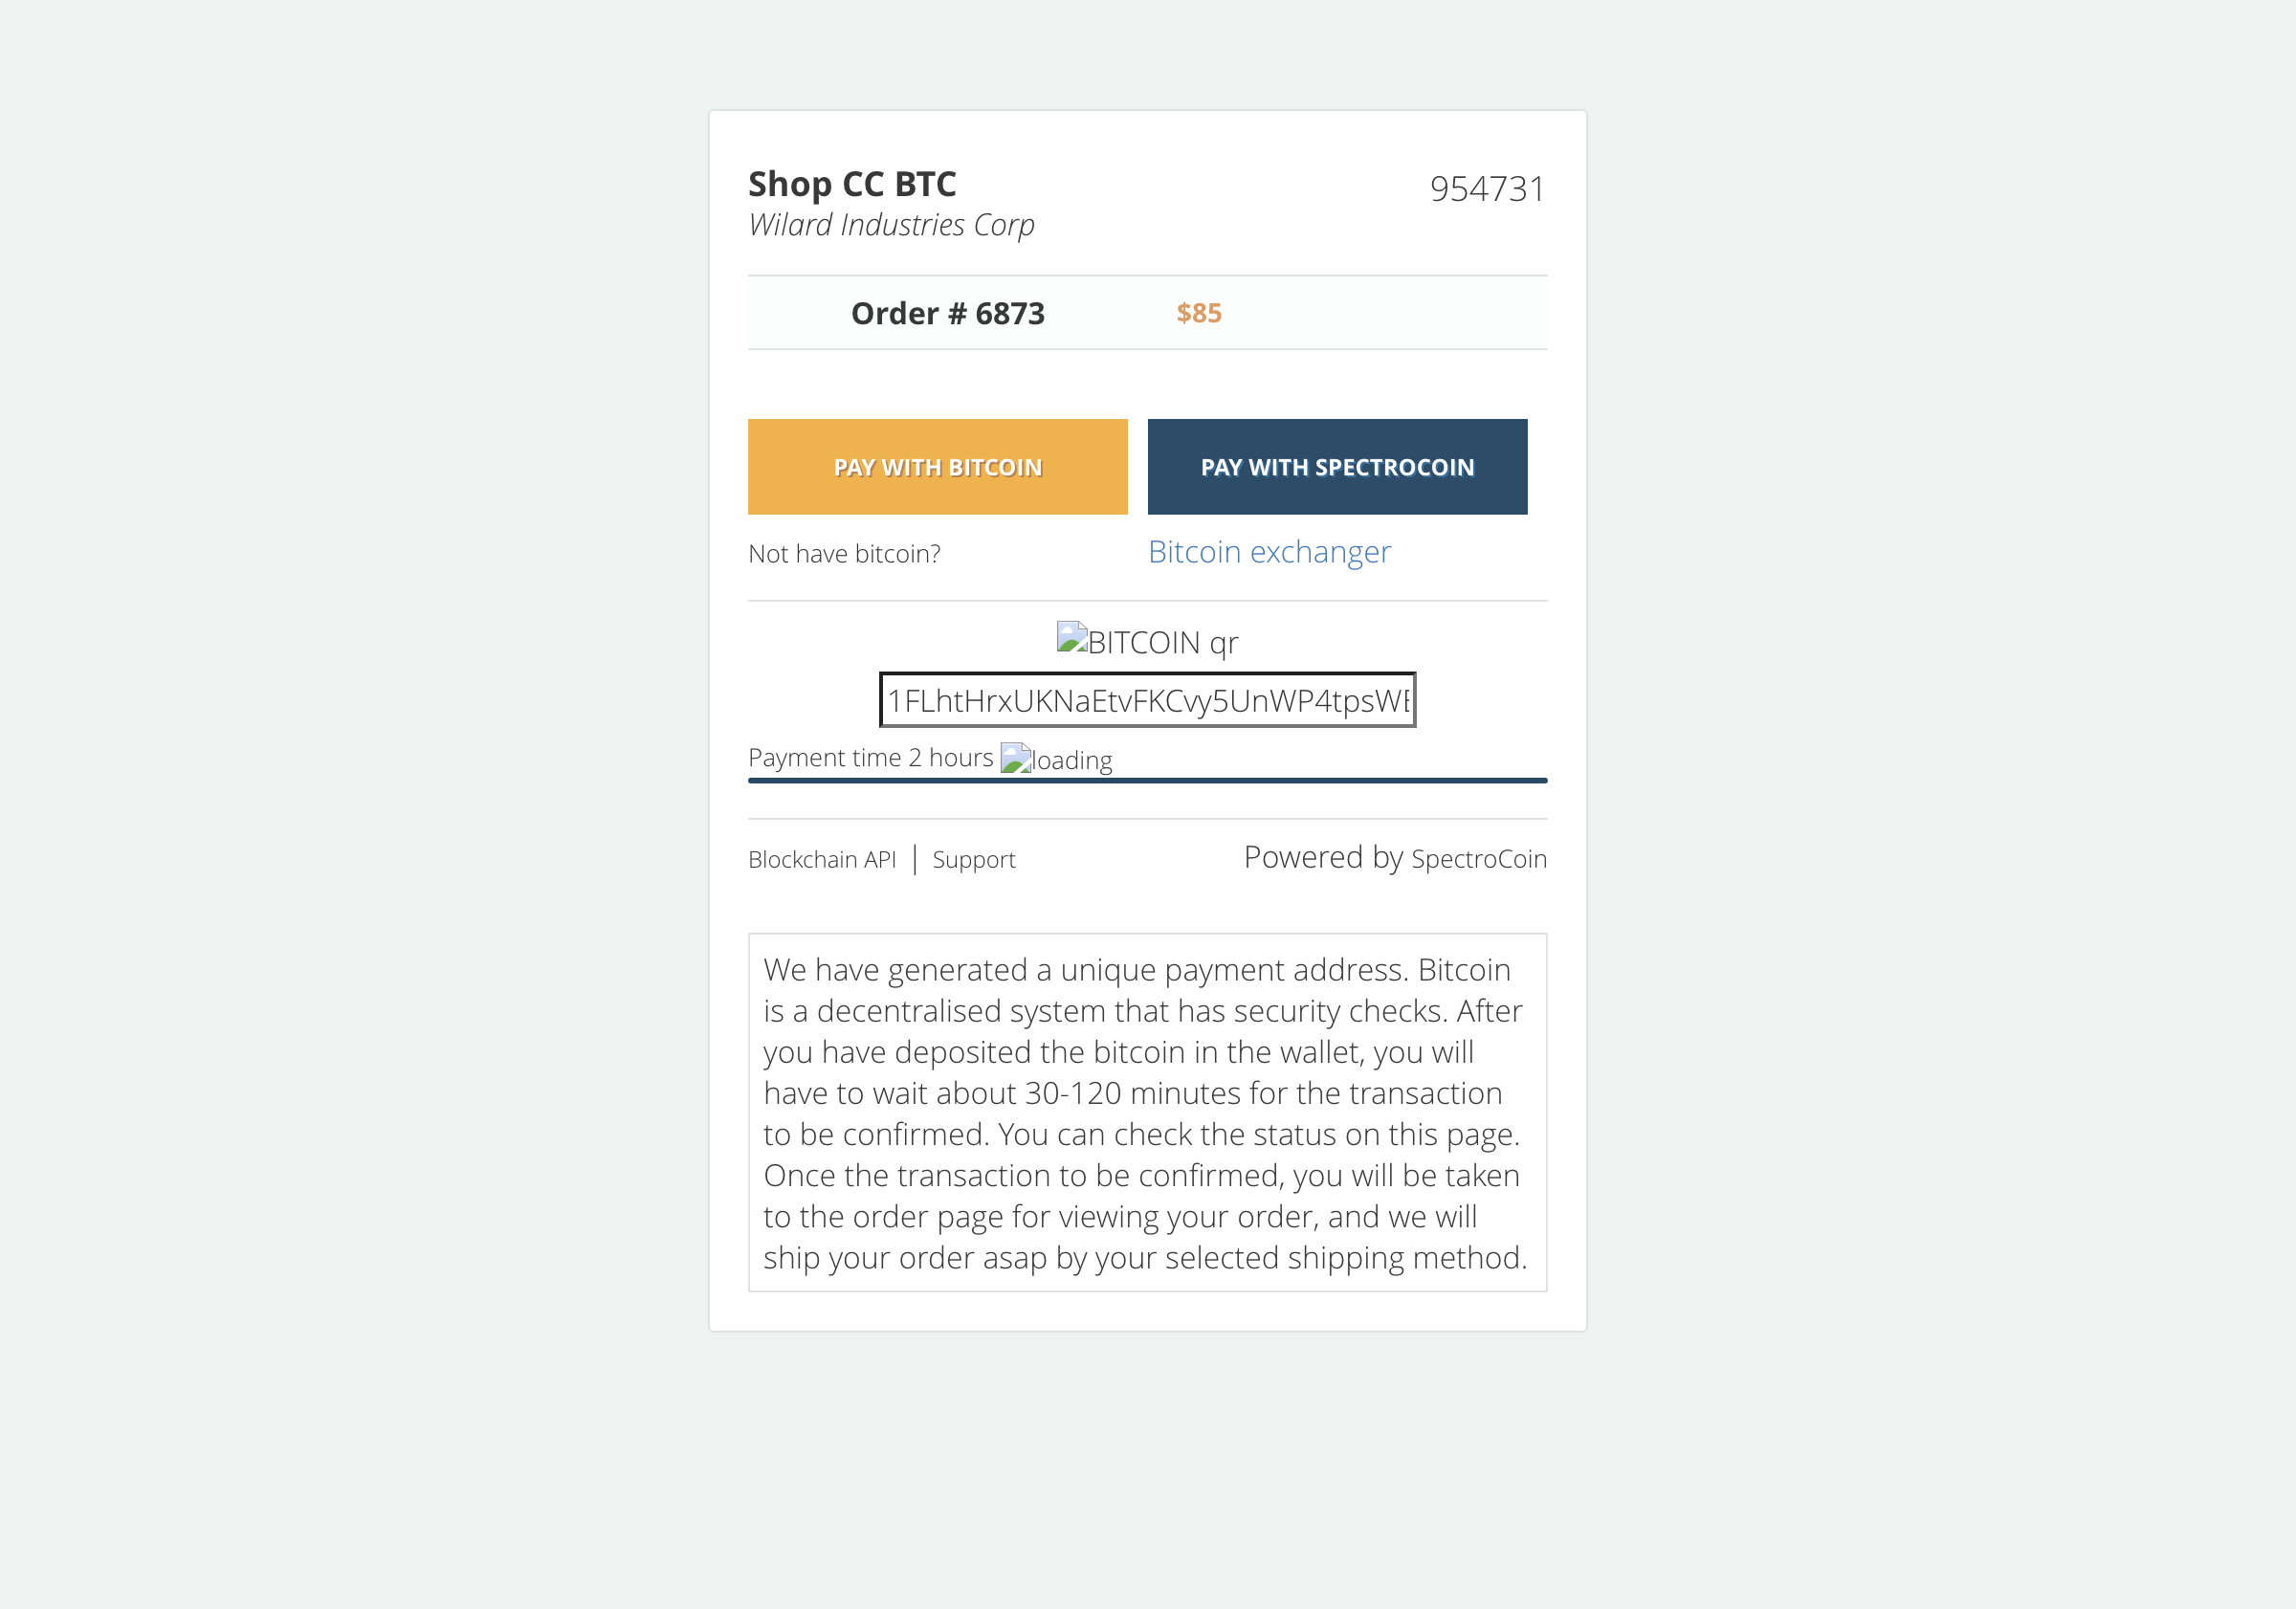 Shop CC BTC
954731
Wilard Industries Corp
Order # 6873 $85
PAY WITH BITCOIN
PAY WITH SPECTROCOIN
Not have bitcoin?
Bitcoin exchanger
BITCOIN qr
1FLhtHrxUKNaEtvFKCvy5UnWP4tpsW
Payment time 2 hours loading
Blockchain API | Support
Powered by SpectroCoin
We have generated a unique payment address. Bitcoin
is a decentralised system that has security checks. After
you have deposited the bitcoin in the wallet, you will
have to wait about 30-120 minutes for the transaction
to be confirmed. You can check the status on this page.
Once the transaction to be confirmed, you will be taken
to the order page for viewing your order, and we will
ship your order asap by your selected shipping method.